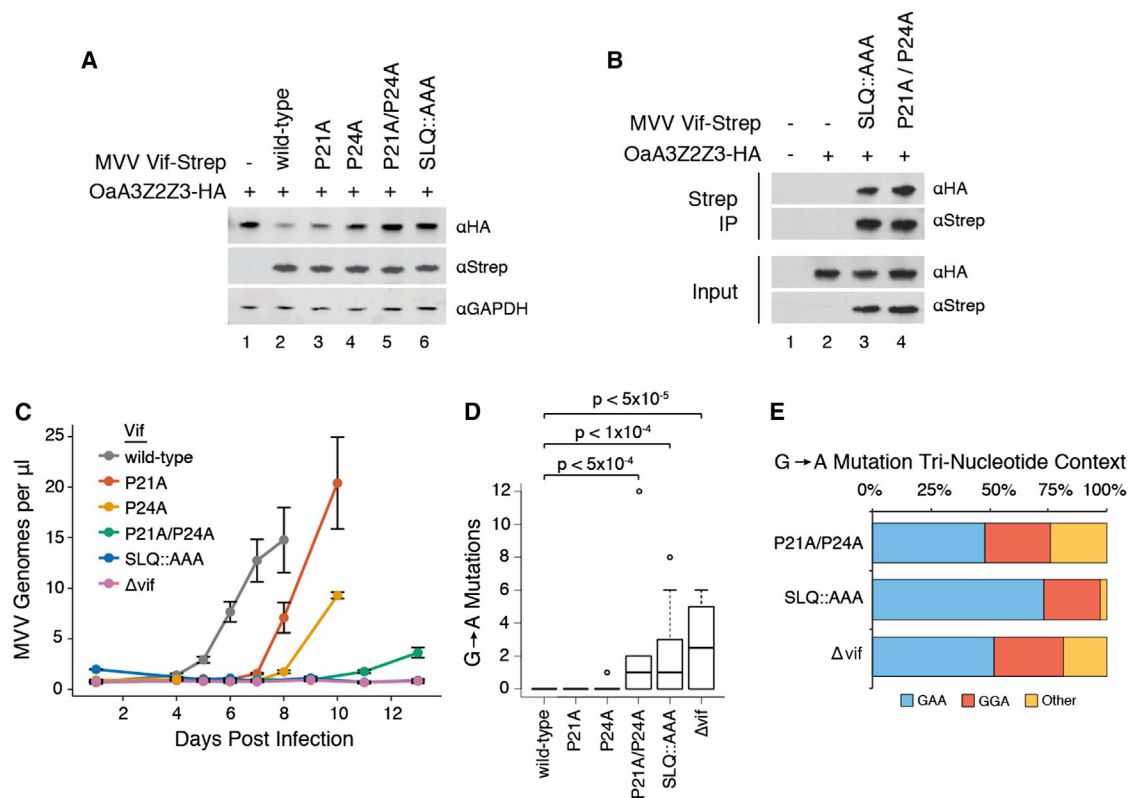 A
MVV Vif-Strep - wild-type P21A P24A P21A/P24A SLQ::AAA
OaA3Z2Z3-HA + + + + + +
αHA
αStrep
αGAPDH
1 2 3 4 5 6
B
MVV Vif-Strep - - SLQ::AAA P21A / P24A
OaA3Z2Z3-HA - + + +
Strep IP
αHA
αStrep
Input
αHA
αStrep
1 2 3 4
C
MVV Genomes per µl
25
20
15
10
5
0
Vif
wild-type
P21A
P24A
P21A/P24A
SLQ::AAA
Δvif
2 4 6 8 10 12
Days Post Infection
D
p < 5x10-5
p < 1x10-4
p < 5x10-4
G→A Mutations
12
10
8
6
4
2
0
wild-type P21A P24A P21A/P24A SLQ::AAA Δvif
E
G→A Mutation Tri-Nucleotide Context
0% 25% 50% 75% 100%
P21A/P24A
SLQ::AAA
Δvif
GAA GGA Other